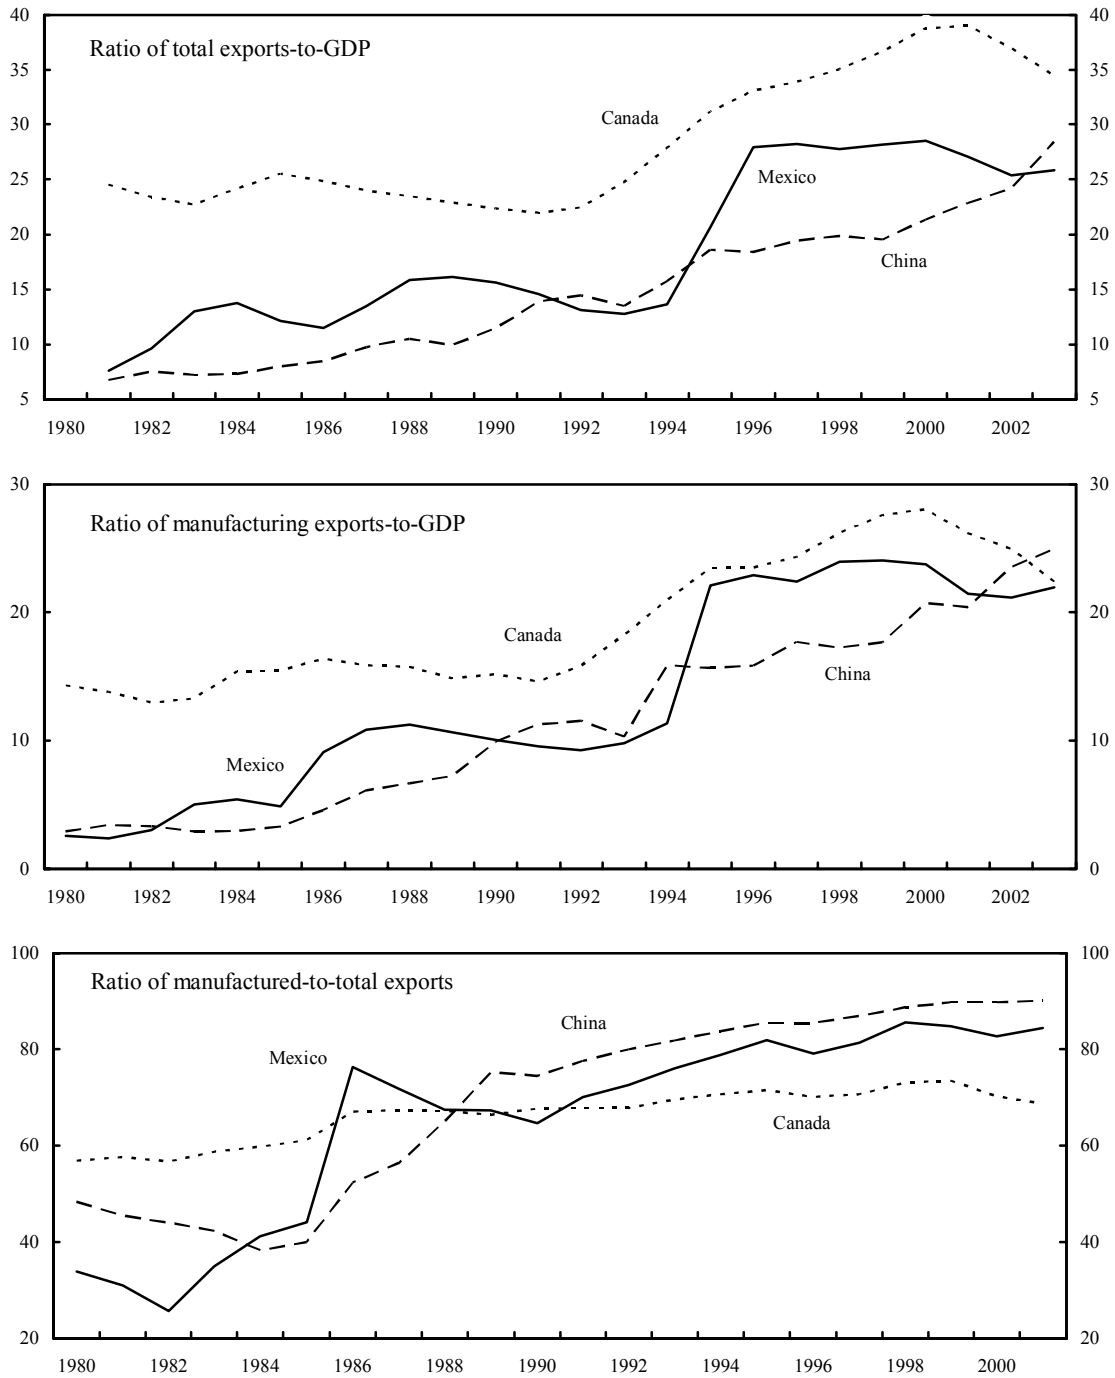 40 40
Ratio of total exports-to-GDP
35 35
30 Canada 30
25 Mexico 25
20 20
China
15 15
10 10
5 5
1980 1982 1984 1986 1988 1990 1992 1994 1996 1998 2000 2002
30 30
Ratio of manufacturing exports-to-GDP
20 20
Canada
China
Mexico
10 10
0 0
1980 1982 1984 1986 1988 1990 1992 1994 1996 1998 2000 2002
100 100
Ratio of manufactured-to-total exports
China
80 Mexico 80
Canada
60 60
40 40
20 20
1980 1982 1984 1986 1988 1990 1992 1994 1996 1998 2000